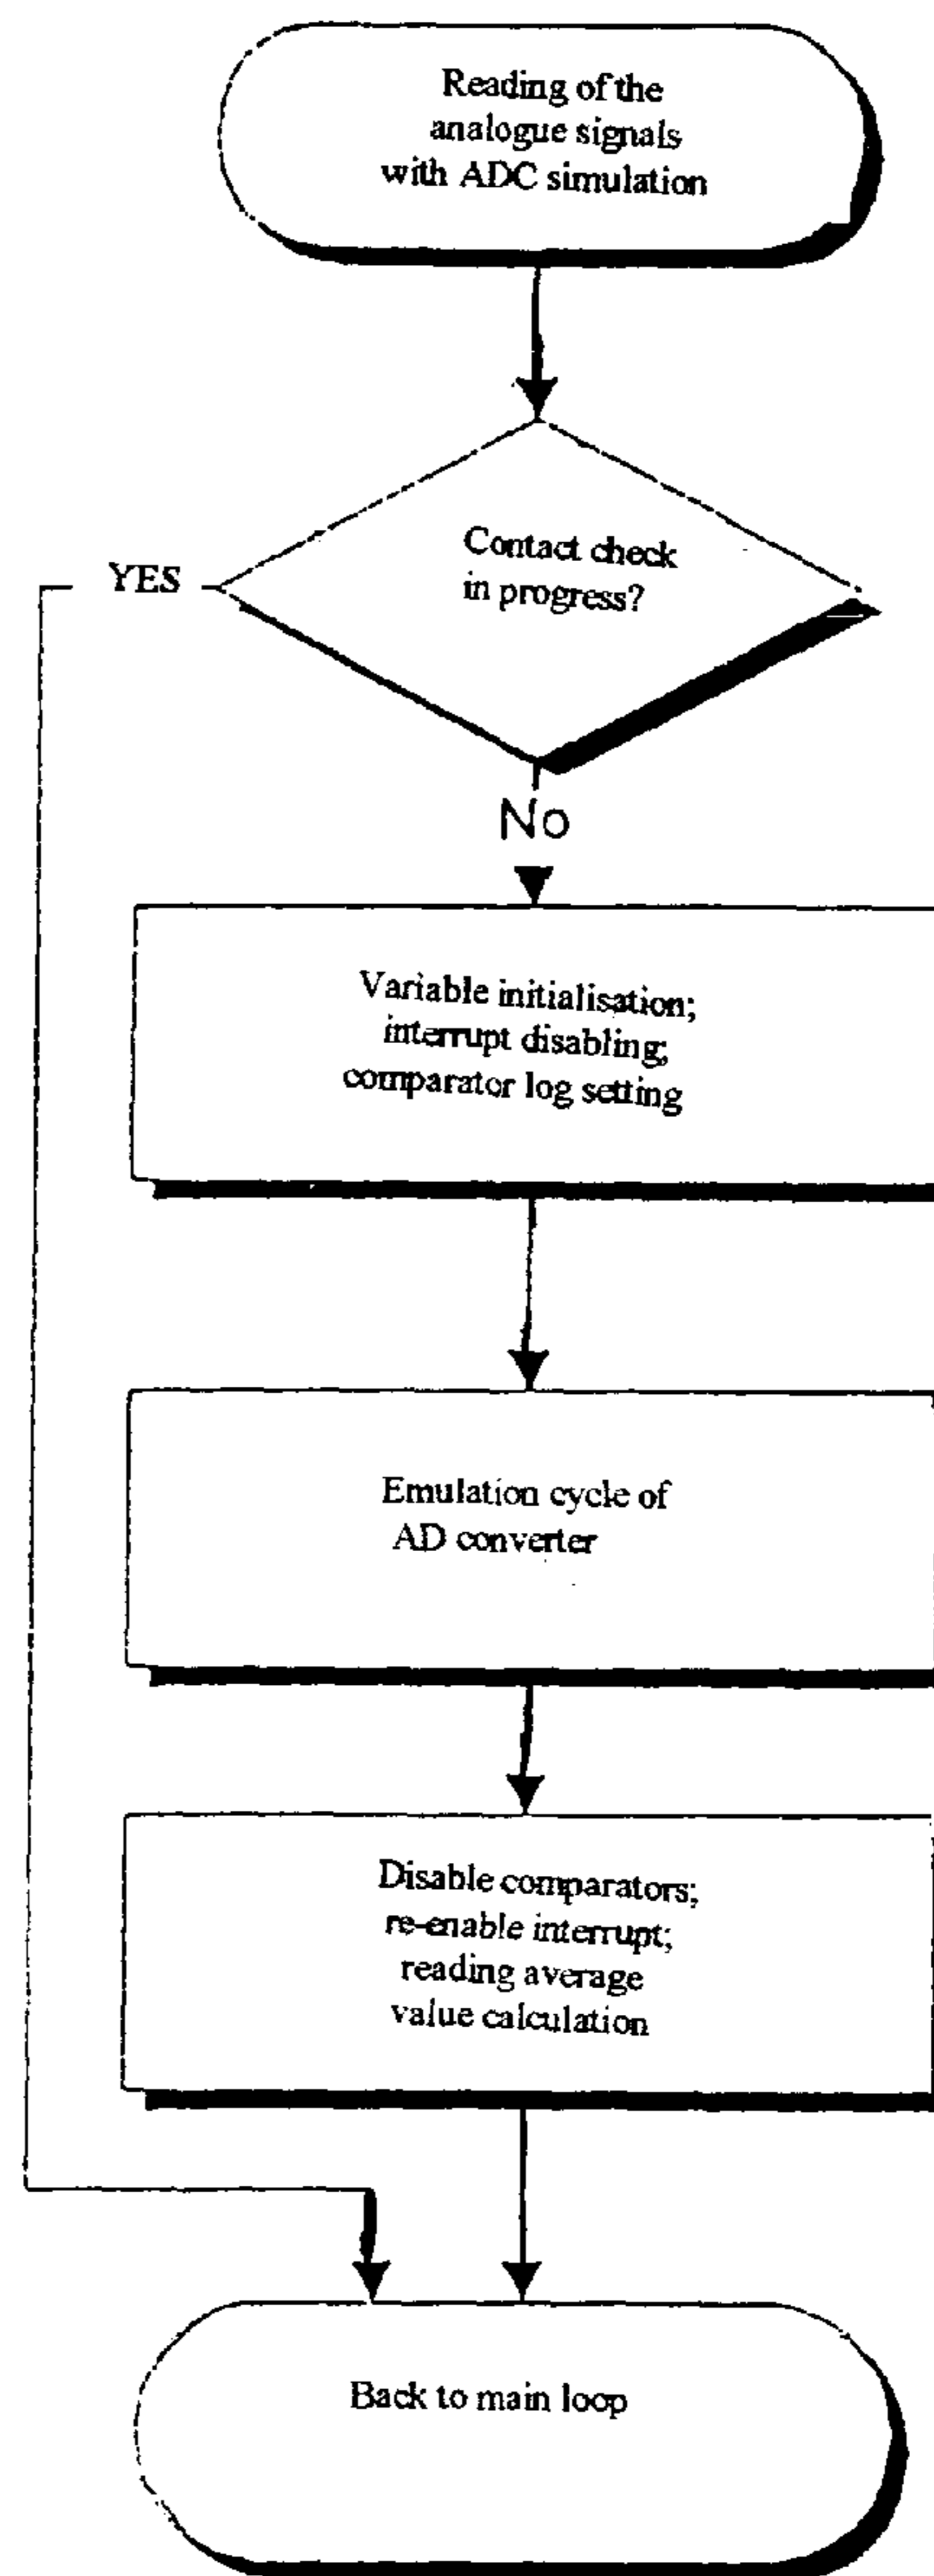 Reading of the
analogue signals
with ADC simulation
Contact check
in progress?
YES
No
Variable initialisation;
interrupt disabling;
comparator log setting
Emulation cycle of
AD converter
Disable comparators;
re-enable interrupt;
reading average
value calculation
Back to main loop